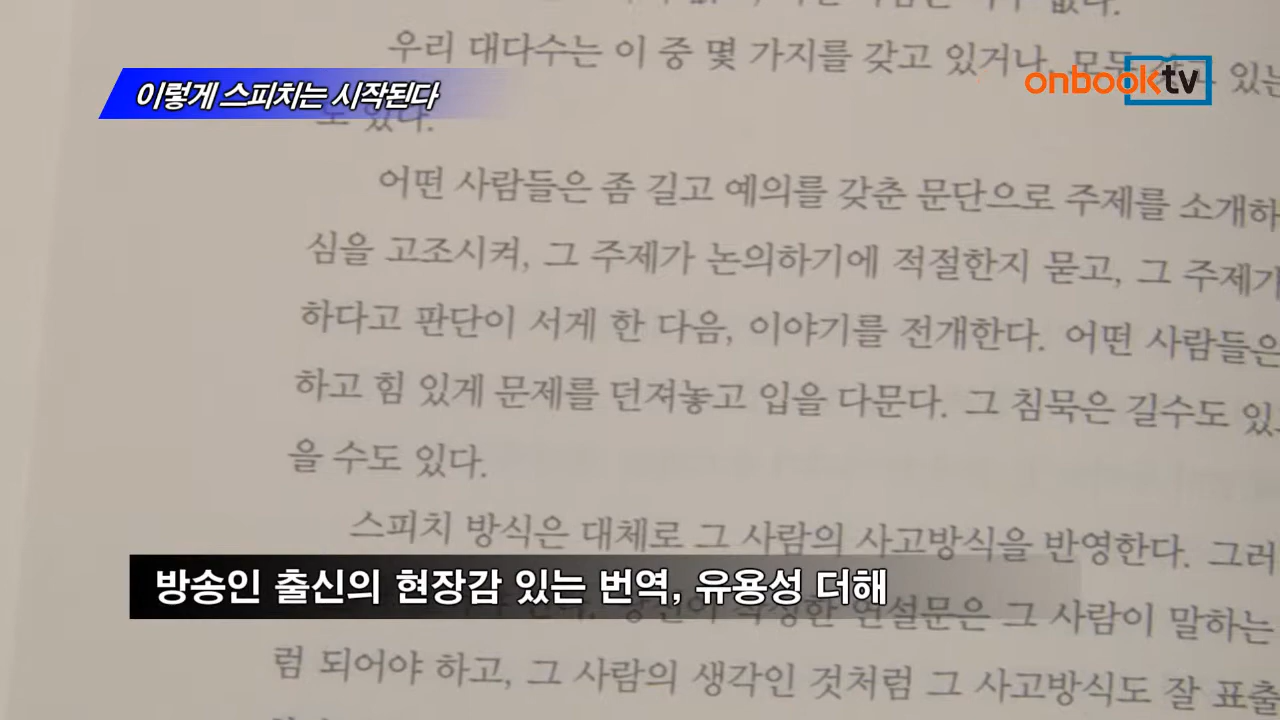 없다.
우리 대다수는 이 중 몇 가지를 갖고 있거나, 모두 갖고 있는
onbooktv
이렇게 스피치는 시작된다
도 있다.
어떤 사람들은 좀 길고 예의를 갖춘 문단으로 주제를 소개하
심을 고조시켜, 그 주제가 논의하기에 적절한지 묻고, 그 주제가
하다고 판단이 서게 한 다음, 이야기를 전개한다. 어떤 사람들은
하고 힘 있게 문제를 던져놓고 입을 다문다. 그 침묵은 길수도 있
을 수도 있다.
스피치 방식은 대체로 그 사람의 사고방식을 반영한다. 그러
방송인 출신의 현장감 있는 번역, 유용성 더해
연설문은 그 사람이 말하는
럼 되어야 하고, 그 사람의 생각인 것처럼 그 사고방식도 잘 표출